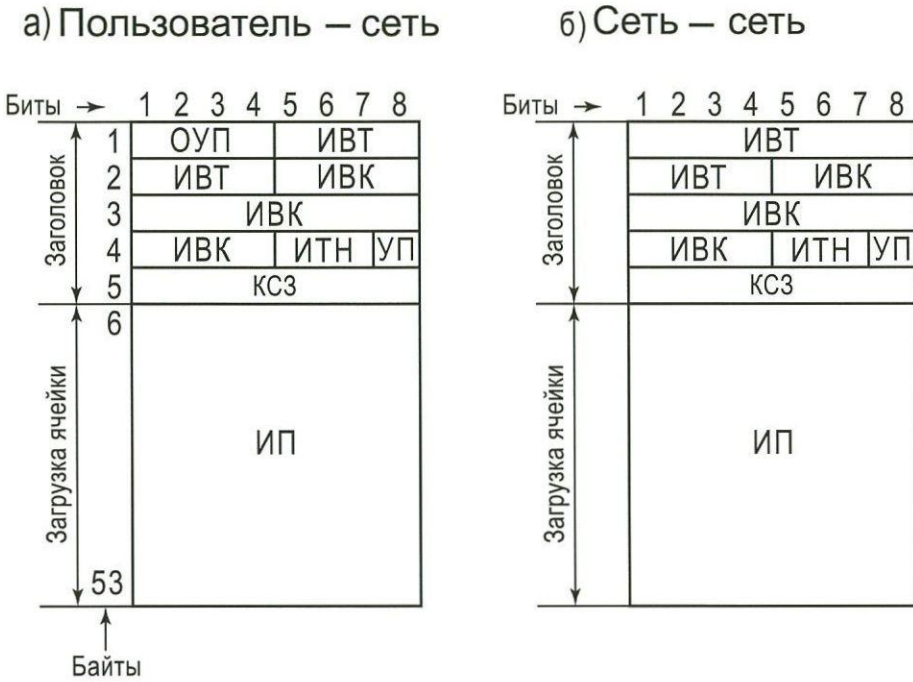 а) Пользователь – сеть
Биты → 1 2 3 4 5 6 7 8
Заголовок
1 ОУП ИВТ
2 ИВТ ИВК
3 ИВК
4 ИВК ИТН УП
5 КСЗ
Загрузка ячейки
6
ИП
53
Байты
б) Сеть – сеть
Биты → 1 2 3 4 5 6 7 8
Заголовок
ИВТ
ИВТ ИВК
ИВК
ИВК ИТН УП
КСЗ
Загрузка ячейки
ИП